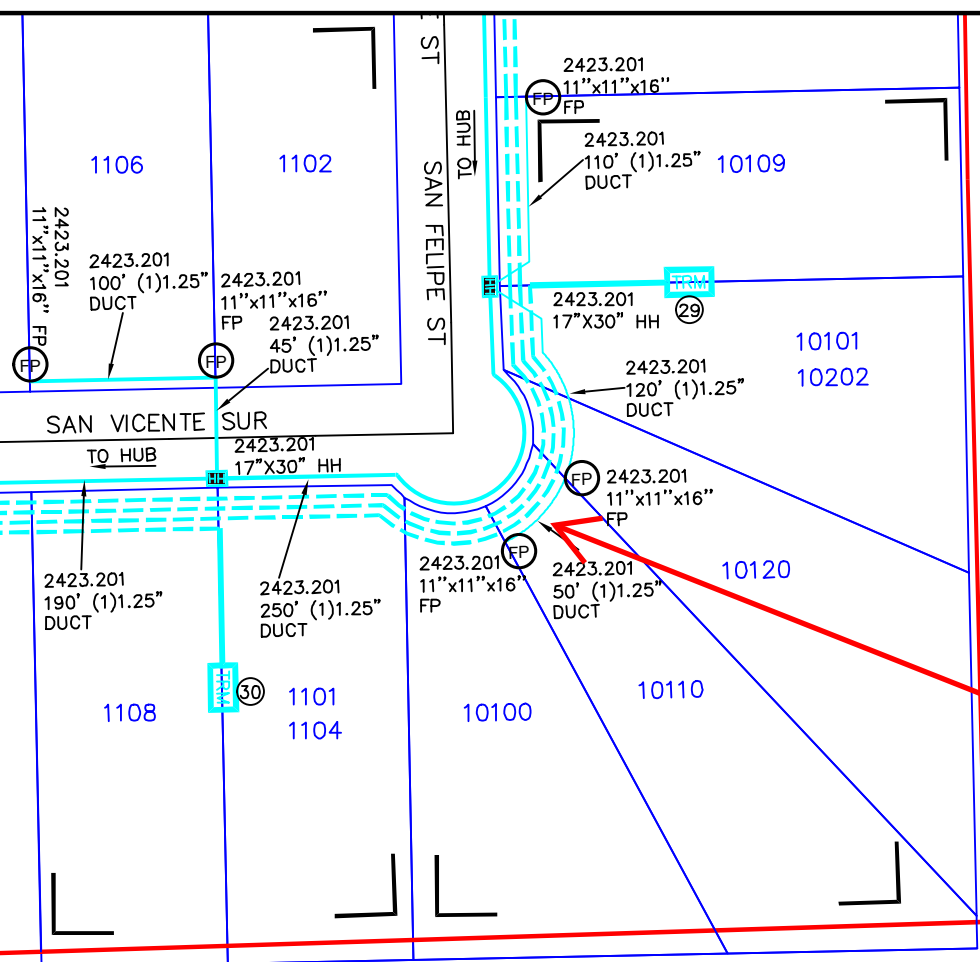 E ST
SAN FELIPE ST
TO HUB
2423.201
11"x11"x16"
FP
FP
2423.201
110' (1)1.25"
DUCT
10109
1106
1102
2423.201
11"x11"x16" FP
2423.201
100' (1)1.25"
DUCT
2423.201
11"x11"x16"
FP
2423.201
45' (1)1.25"
DUCT
FP
FP
TRM
29
2423.201
17"X30" HH
10101
10202
2423.201
120' (1)1.25"
DUCT
SAN VICENTE SUR
TO HUB
2423.201
17"X30" HH
FP
2423.201
11"x11"x16"
FP
FP
2423.201
11"x11"x16"
FP
2423.201
50' (1)1.25"
DUCT
10120
2423.201
190' (1)1.25"
DUCT
2423.201
250' (1)1.25"
DUCT
TRM
30
1108
1101
1104
10100
10110